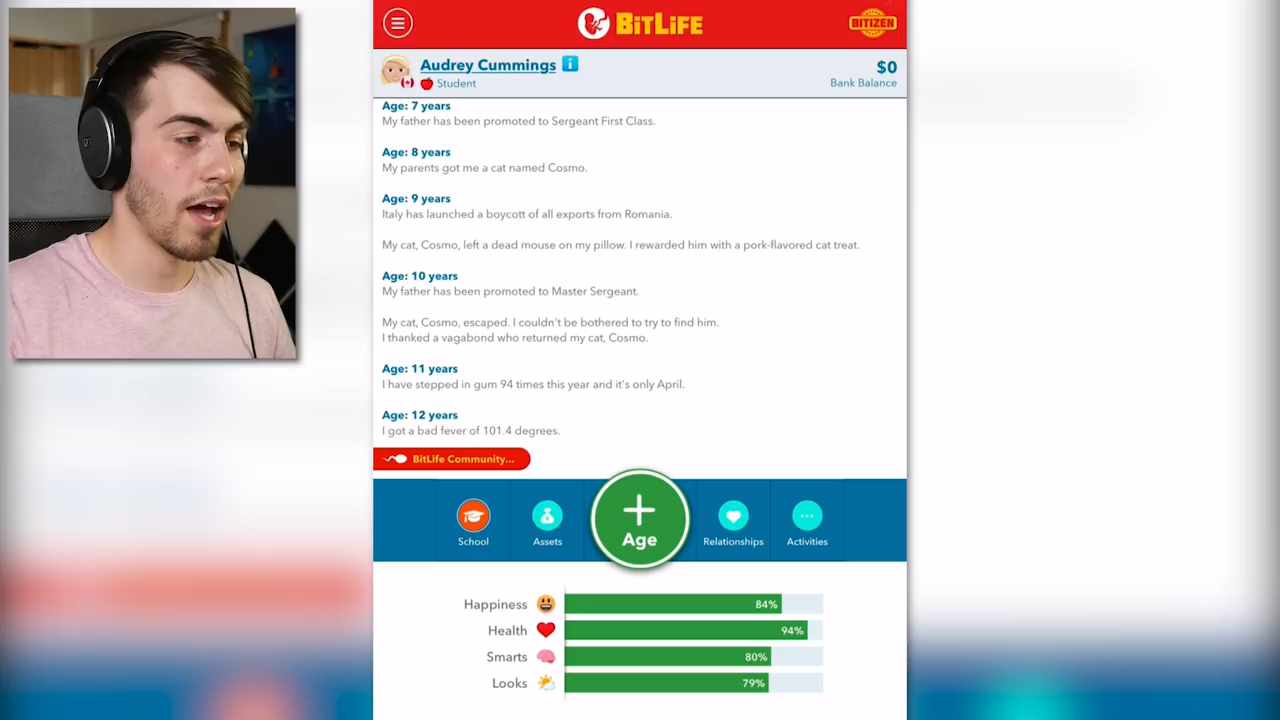 BITLIFE
BITIZEN
Audrey Cummings i
$0
Student
Bank Balance
Age: 7 years
My father has been promoted to Sergeant First Class.
Age: 8 years
My parents got me a cat named Cosmo.
Age: 9 years
Italy has launched a boycott of all exports from Romania.
My cat, Cosmo, left a dead mouse on my pillow. I rewarded him with a pork-flavored cat treat.
Age: 10 years
My father has been promoted to Master Sergeant.
My cat, Cosmo, escaped. I couldn't be bothered to try to find him.
I thanked a vagabond who returned my cat, Cosmo.
Age: 11 years
I have stepped in gum 94 times this year and it's only April.
Age: 12 years
I got a bad fever of 101.4 degrees.
BitLife Community...
School
Assets
+
Age
Relationships
Activities
Happiness 84%
Health 94%
Smarts 80%
Looks 79%